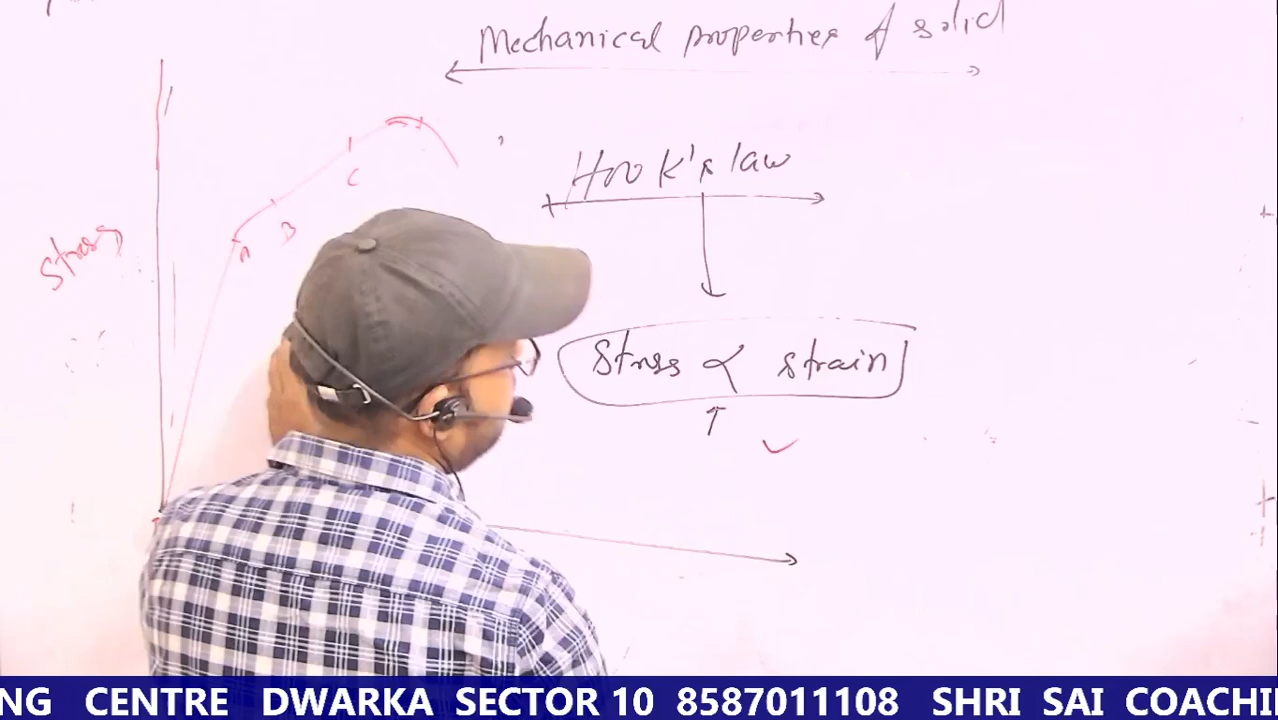 Mechanical properties of solid
Hook's law
stress ∝ strain
stress
A
B
C
NG CENTRE DWARKA SECTOR 10 8587011108 SHRI SAI COACHI